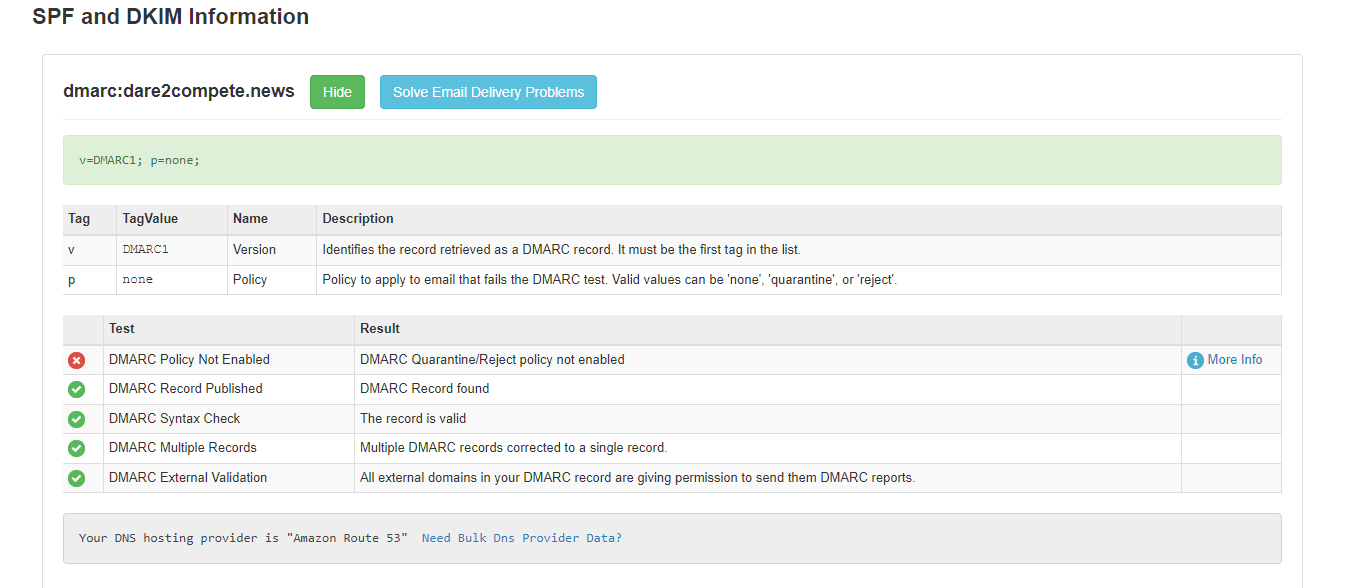 SPF and DKIM Information
dmarc:dare2compete.news Hide Solve Email Delivery Problems
v=DMARC1; p=none;
Tag TagValue Name Description
v DMARC1 Version Identifies the record retrieved as a DMARC record. It must be the first tag in the list.
p none Policy Policy to apply to email that fails the DMARC test. Valid values can be 'none', 'quarantine', or 'reject'.
Test Result
DMARC Policy Not Enabled DMARC Quarantine/Reject policy not enabled More Info
DMARC Record Published DMARC Record found
DMARC Syntax Check The record is valid
DMARC Multiple Records Multiple DMARC records corrected to a single record.
DMARC External Validation All external domains in your DMARC record are giving permission to send them DMARC reports.
Your DNS hosting provider is "Amazon Route 53" Need Bulk Dns Provider Data?